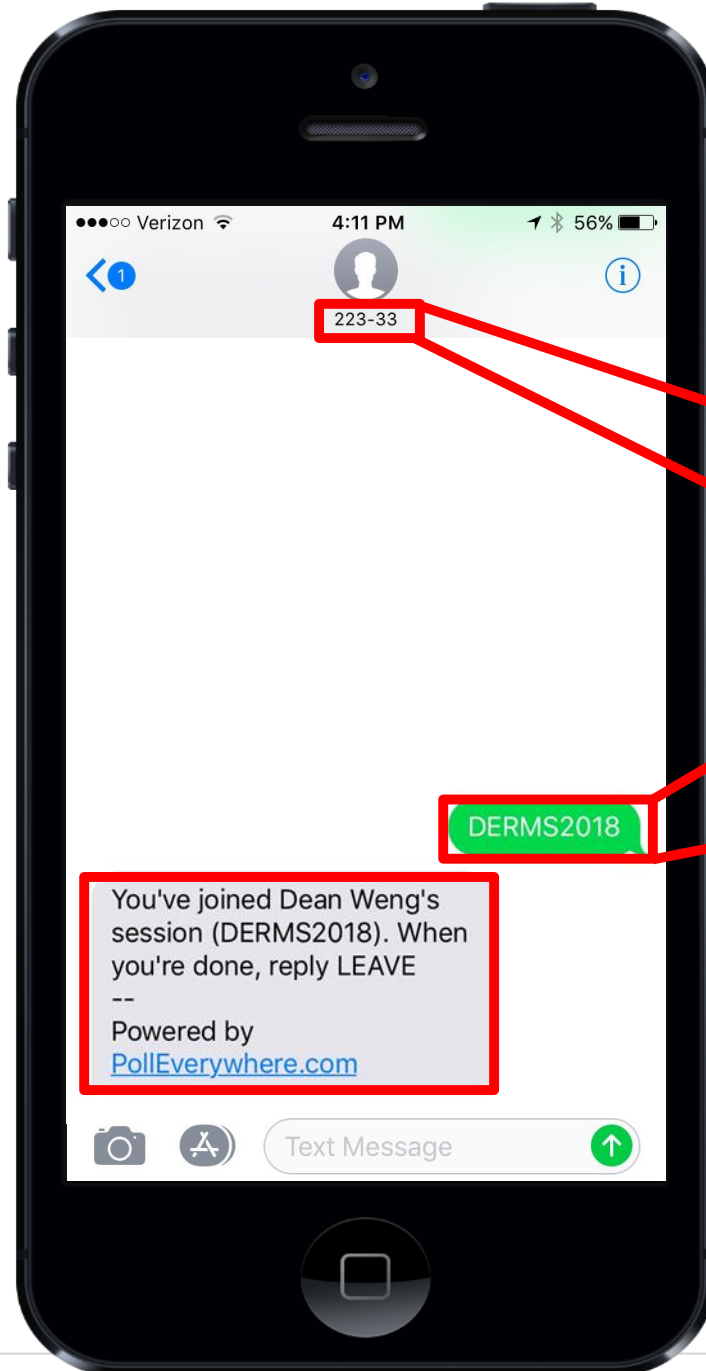 ●●●○○ Verizon 4:11 PM 56%
1
223-33
DERMS2018
You've joined Dean Weng's
session (DERMS2018). When
you're done, reply LEAVE
--
Powered by
PollEverywhere.com
Text Message